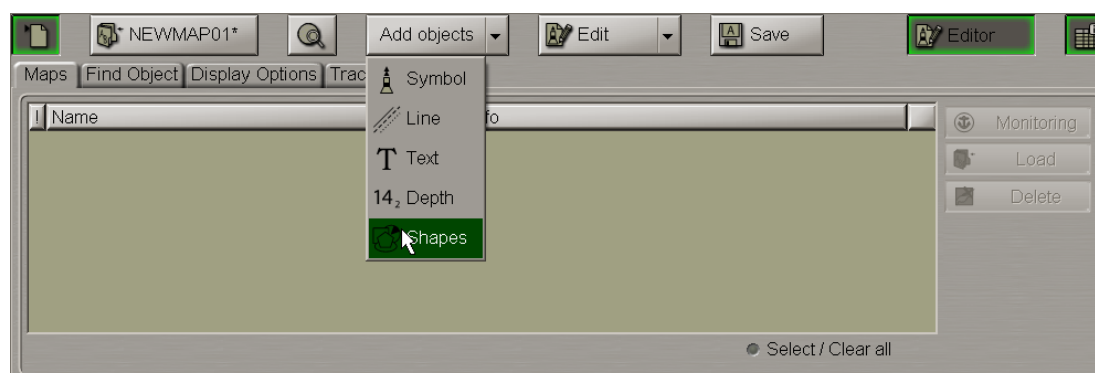 NEWMAP01* Add objects Edit Save Editor
Maps Find Object Display Options Trac
Symbol
! Name fo
Line
Monitoring
T Text
Load
14₂ Depth
Delete
Shapes
Select / Clear all